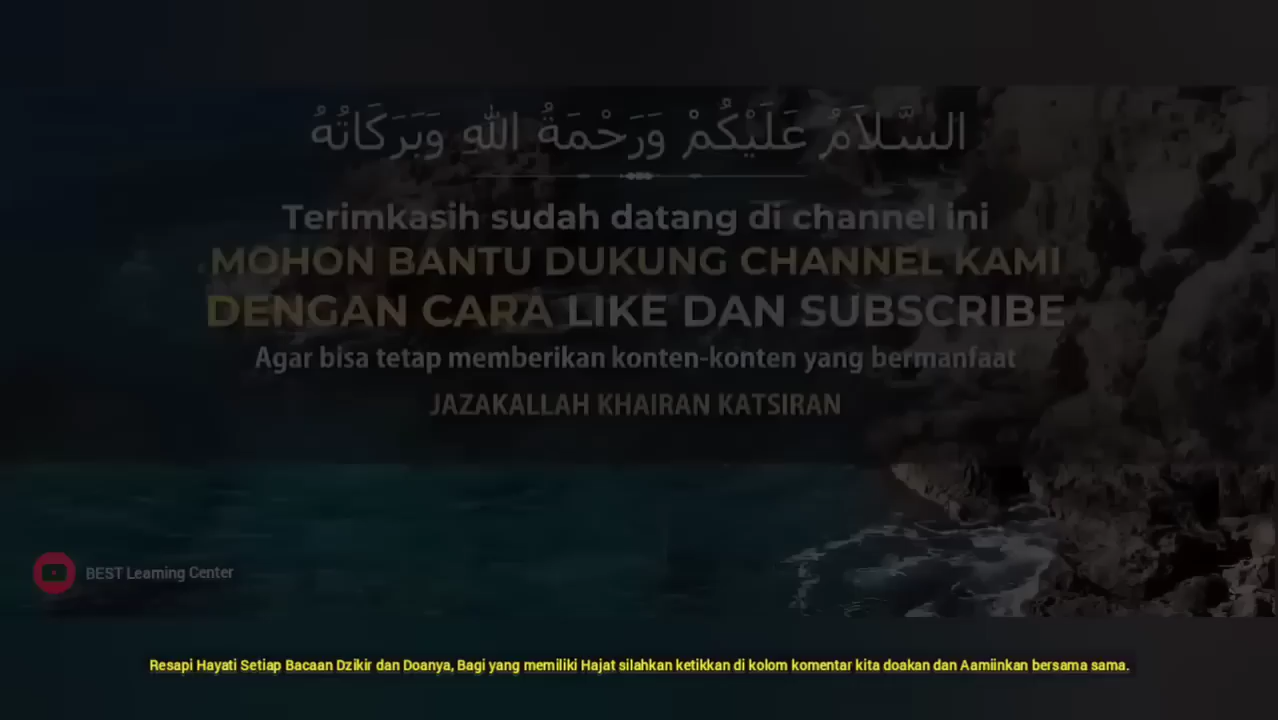 السَّلاَمُ عَلَيْكُمْ وَرَحْمَةُ اللهِ وَبَرَكَاتُهُ
Terimkasih sudah datang di channel ini
MOHON BANTU DUKUNG CHANNEL KAMI
DENGAN CARA LIKE DAN SUBSCRIBE
Agar bisa tetap memberikan konten-konten yang bermanfaat
JAZAKALLAH KHAIRAN KATSIRAN
BEST Learning Center
Resapi Hayati Setiap Bacaan Dzikir dan Doanya, Bagi yang memiliki Hajat silahkan ketikkan di kolom komentar kita doakan dan Aamiinkan bersama sama.